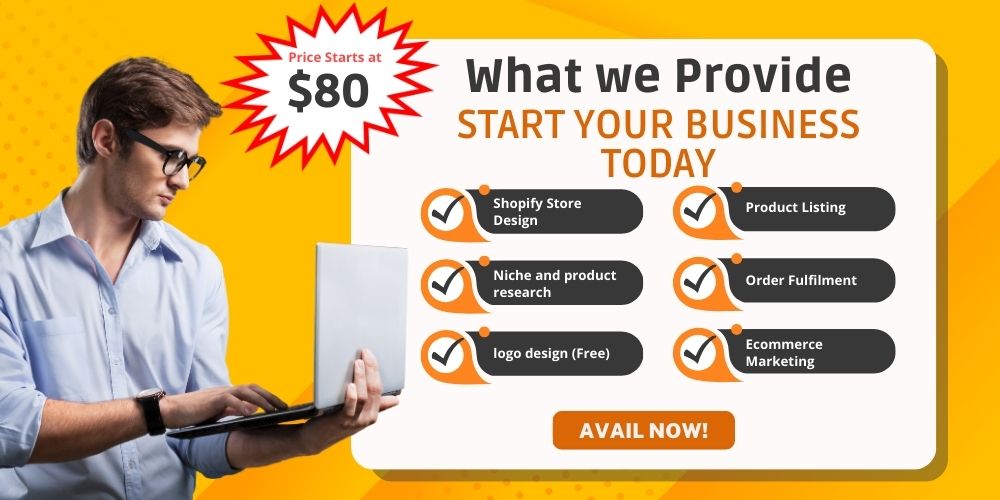 Price Starts at
$80
What we Provide
START YOUR BUSINESS
TODAY
Shopify Store
Design
Product Listing
Niche and product
research
Order Fulfilment
logo design (Free)
Ecommerce
Marketing
AVAIL NOW!